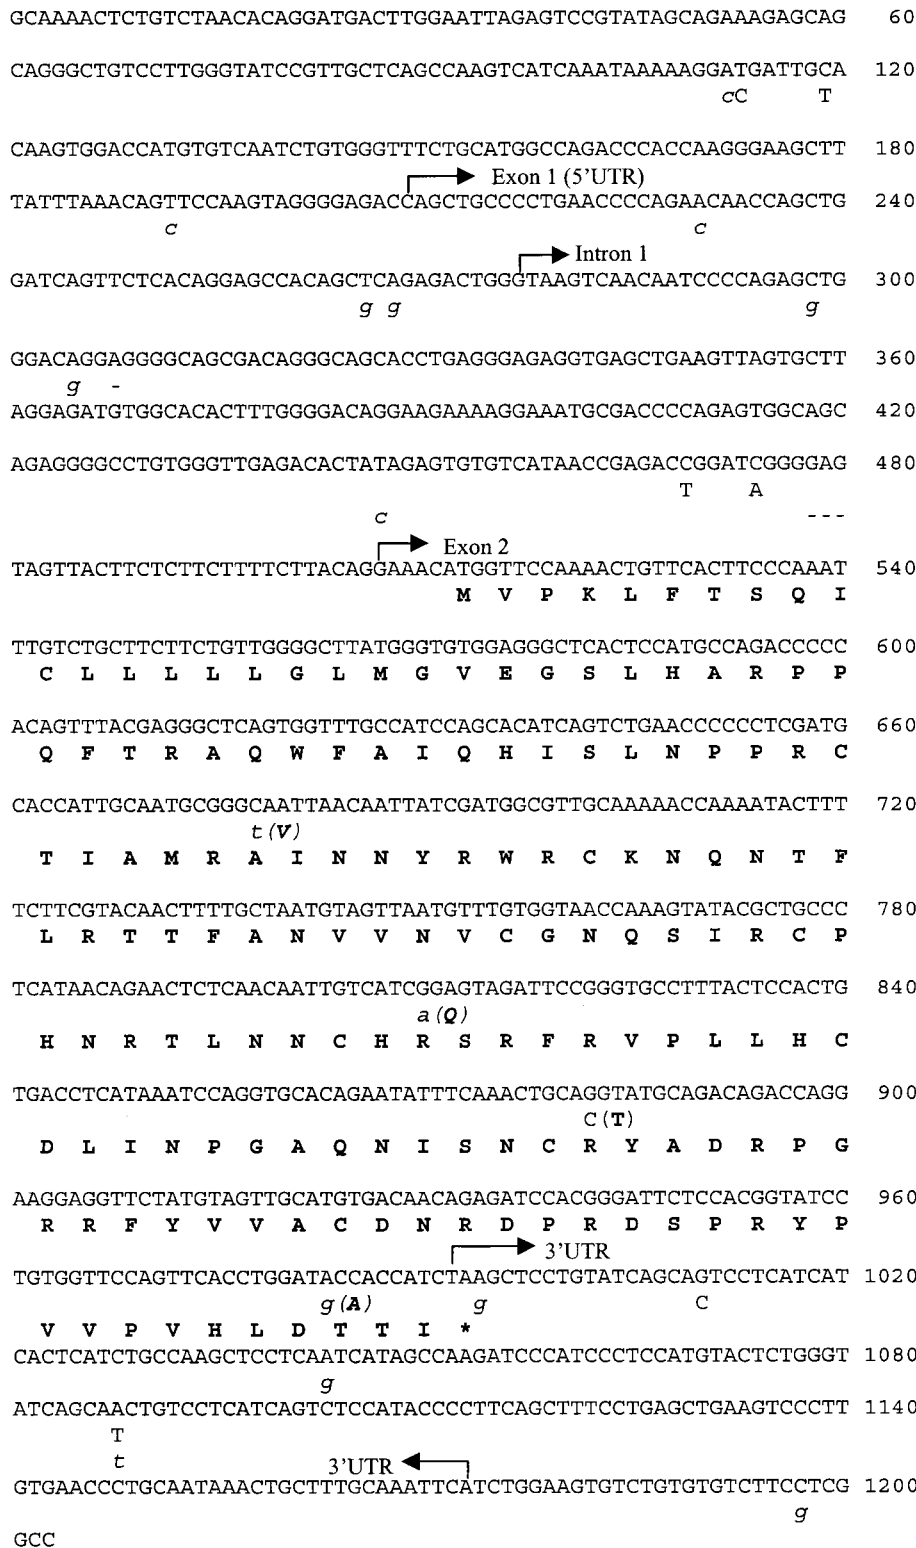 GCAAAACTCTGTCTAACACAGGATGACTTGGAATTAGAGTCCGTATAGCAGAAAGAGCAG 60
CAGGGCTGTCCTTGGGTATCCGTTGCTCAGCCAAGTCATCAAATAAAAAGGATGATTGCA 120
cC T
CAAGTGGACCATGTGTCAATCTGTGGGTTTCTGCATGGCCAGACCCACCAAGGGAAGCTT 180
Exon 1 (5'UTR)
TATTTAAACAGTTCCAAGTAGGGGAGACCAGCTGCCCCTGAACCCCAGAACAACCAGCTG 240
c c
GATCAGTTCTCACAGGAGCCACAGCTCAGAGACTGGGTAAGTCAACAATCCCCAGAGCTG 300
Intron 1
g g g
GGACAGGAGGGGCAGCGACAGGGCAGCACCTGAGGGAGAGGTGAGCTGAAGTTAGTGCTT 360
g -
AGGAGATGTGGCACACTTTGGGGACAGGAAGAAAAGGAAATGCGACCCCAGAGTGGCAGC 420
AGAGGGGCCTGTGGGTTGAGACACTATAGAGTGTGTCATAACCGAGACCGGATCGGGGAG 480
T A
c ---
Exon 2
TAGTTACTTCTCTTCTTTTCTTACAGGAAACATGGTTCCAAAACTGTTCACTTCCCAAAT 540
M V P K L F T S Q I
TTGTCTGCTTCTTCTGTTGGGGCTTATGGGTGTGGAGGGCTCACTCCATGCCAGACCCCC 600
C L L L L L G L M G V E G S L H A R P P
ACAGTTTACGAGGGCTCAGTGGTTTGCCATCCAGCACATCAGTCTGAACCCCCCTCGATG 660
Q F T R A Q W F A I Q H I S L N P P R C
CACCATTGCAATGCGGGCAATTAACAATTATCGATGGCGTTGCAAAAACCAAAATACTTT 720
t(V)
T I A M R A I N N Y R W R C K N Q N T F
TCTTCGTACAACTTTTGCTAATGTAGTTAATGTTTGTGGTAACCAAAGTATACGCTGCCC 780
L R T T F A N V V N V C G N Q S I R C P
TCATAACAGAACTCTCAACAATTGTCATCGGAGTAGATTCCGGGTGCCTTTACTCCACTG 840
a(Q)
H N R T L N N C H R S R F R V P L L H C
TGACCTCATAAATCCAGGTGCACAGAATATTTCAAACTGCAGGTATGCAGACAGACCAGG 900
C(T)
D L I N P G A Q N I S N C R Y A D R P G
AAGGAGGTTCTATGTAGTTGCATGTGACAACAGAGATCCACGGGATTCTCCACGGTATCC 960
R R F Y V V A C D N R D P R D S P R Y P
3'UTR
TGTGGTTCCAGTTCACCTGGATACCACCATCTAAGCTCCTGTATCAGCAGTCCTCATCAT 1020
g(A) g C
V V P V H L D T T I *
CACTCATCTGCCAAGCTCCTCAATCATAGCCAAGATCCCATCCCTCCATGTACTCTGGGT 1080
g
ATCAGCAACTGTCCTCATCAGTCTCCATACCCCTTCAGCTTTCCTGAGCTGAAGTCCCTT 1140
T
t
3'UTR
GTGAACCCTGCAATAAACTGCTTTGCAAATTCATCTGGAAGTGTCTGTGTGTCTTCCTCG 1200
g
GCC